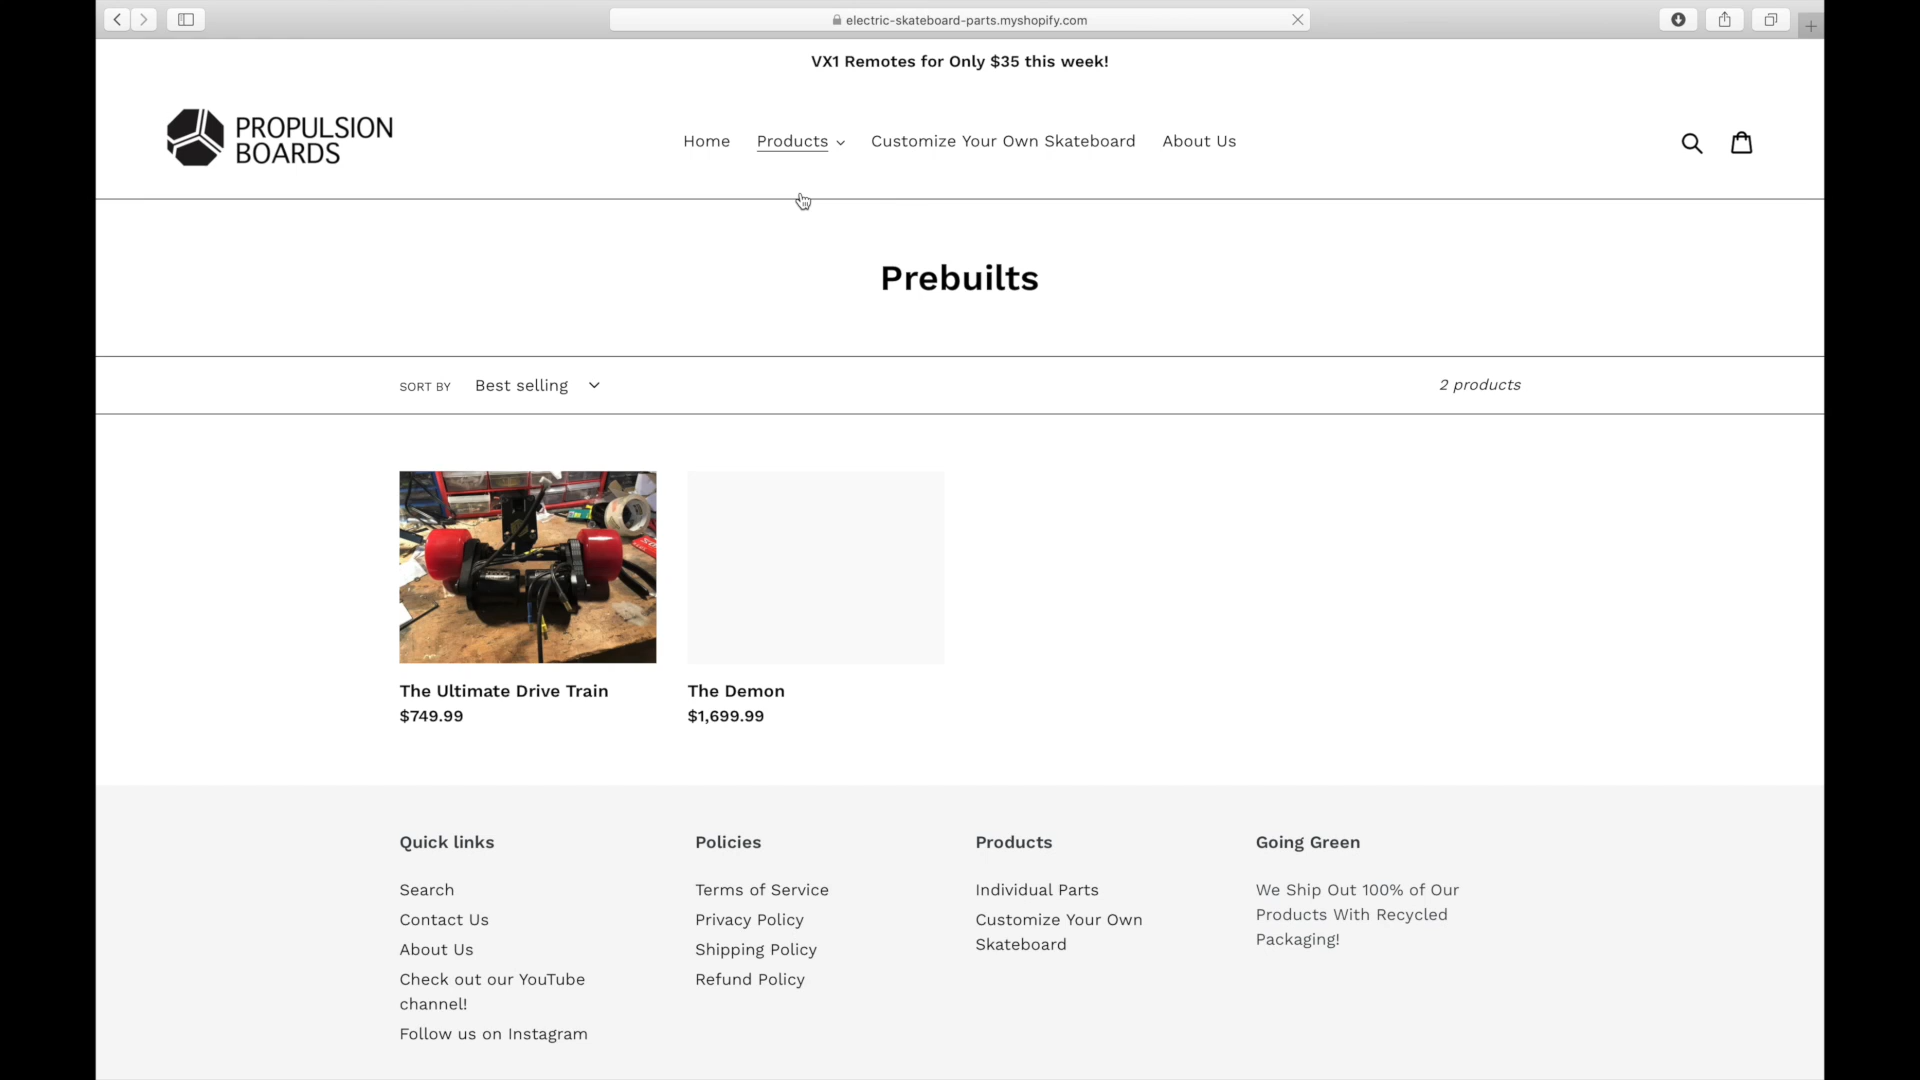 electric-skateboard-parts.myshopify.com
VX1 Remotes for Only $35 this week!
PROPULSION
BOARDS
Home
Products
Customize Your Own Skateboard
About Us
Prebuilts
SORT BY
Best selling
2 products
The Ultimate Drive Train
$749.99
The Demon
$1,699.99
Quick links
Search
Contact Us
About Us
Check out our YouTube
channel!
Follow us on Instagram
Policies
Terms of Service
Privacy Policy
Shipping Policy
Refund Policy
Products
Individual Parts
Customize Your Own
Skateboard
Going Green
We Ship Out 100% of Our
Products With Recycled
Packaging!